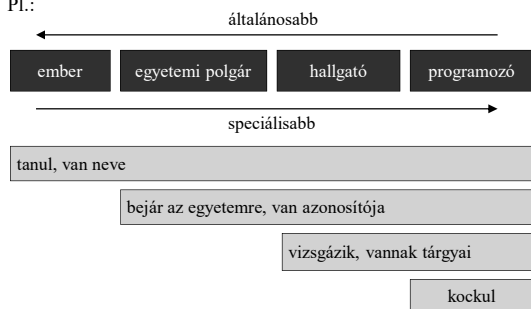 Pl.:
általánosabb
ember egyetemi polgár hallgató programozó
speciálisabb
tanul, van neve
bejár az egyetemre, van azonosítója
vizsgázik, vannak tárgyai
kockul